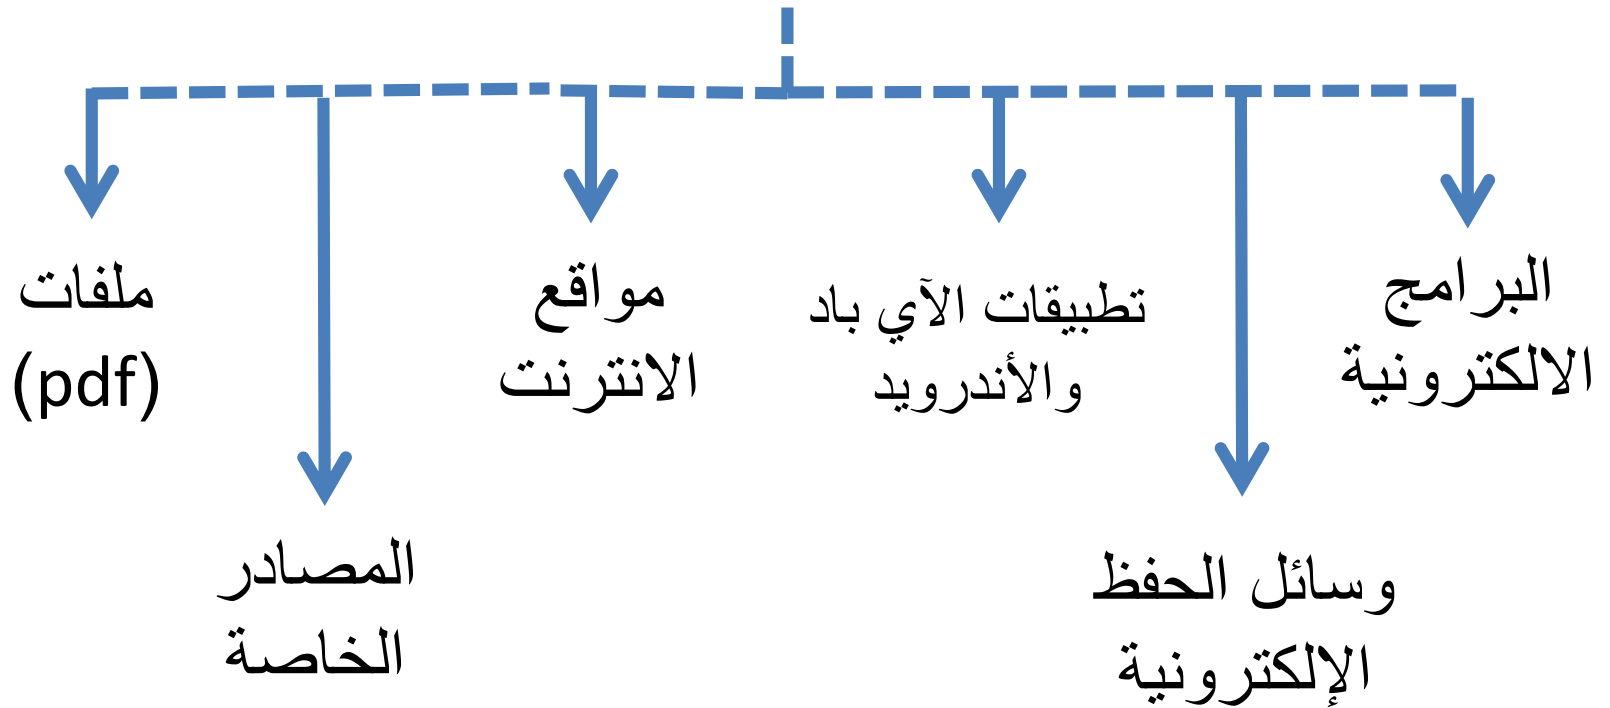 البرامج
الالكترونية
وسائل الحفظ
الإلكترونية
تطبيقات الآي باد
والأندرويد
مواقع
الانترنت
المصادر
الخاصة
ملفات
(pdf)